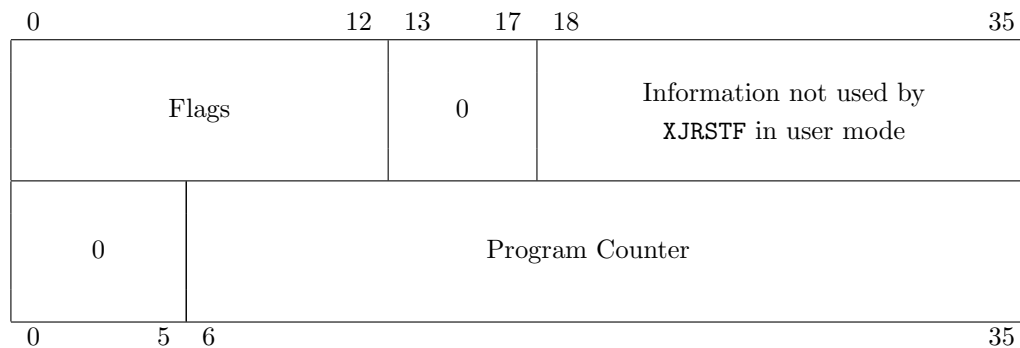 0 12 13 17 18 35
Flags 0 Information not used by
XJRSTF in user mode
0 Program Counter
0 5 6 35